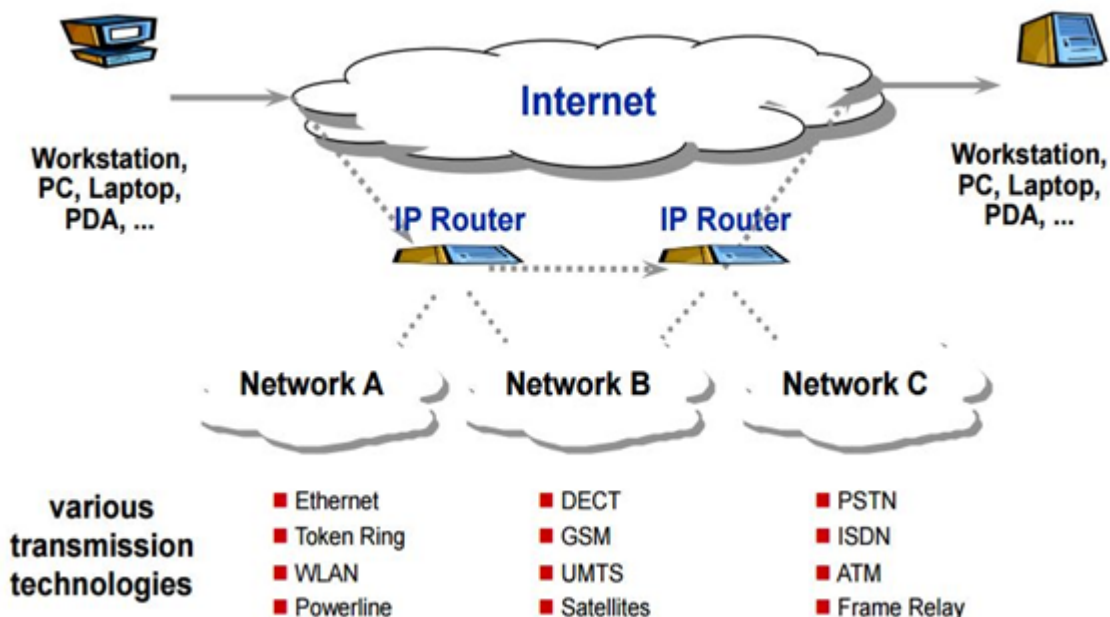 Internet
Workstation,
PC, Laptop,
PDA, ...
Workstation,
PC, Laptop,
PDA, ...
IP Router
IP Router
Network A
Network B
Network C
various
transmission
technologies
Ethernet
Token Ring
WLAN
Powerline
DECT
GSM
UMTS
Satellites
PSTN
ISDN
ATM
Frame Relay